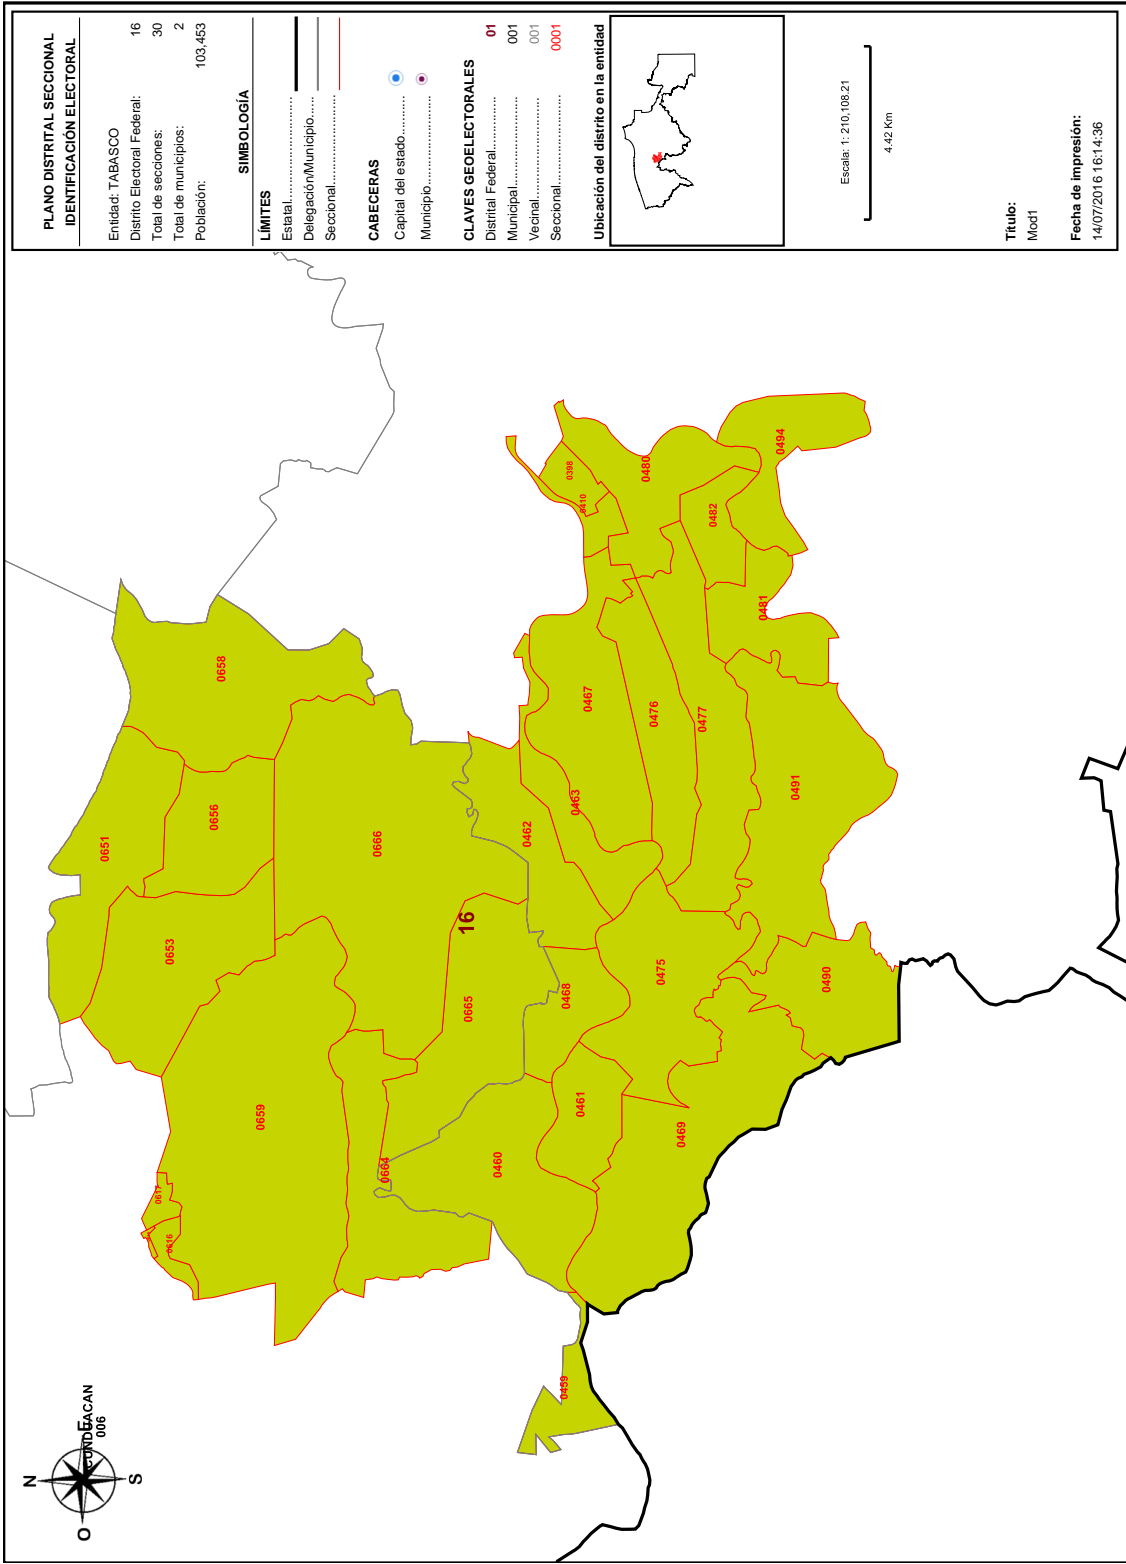 PLANO DISTRITAL SECCIONAL
IDENTIFICACIÓN ELECTORAL
Entidad: TABASCO
Distrito Electoral Federal: 16
Total de secciones: 30
Total de municipios: 2
Población: 103,453
SIMBOLOGÍA
LÍMITES
Estatal
Delegación/Municipio
Seccional
CABECERAS
Capital del estado
Municipio
CLAVES GEOELECTORALES
Distrital Federal 01
Municipal 001
Vecinal 001
Seccional 0001
Ubicación del distrito en la entidad
Escala: 1: 210,108.21
4.42 Km
Título:
Mod1
Fecha de impresión:
14/07/2016 16:14:36
N
O
E
S
CUNDUACAN
006
0616
0617
0659
0653
0651
0656
0658
0664
0665
0666
16
0459
0460
0461
0468
0462
0463
0467
0469
0475
0476
0477
0490
0491
0481
0482
0480
0410
0398
0494